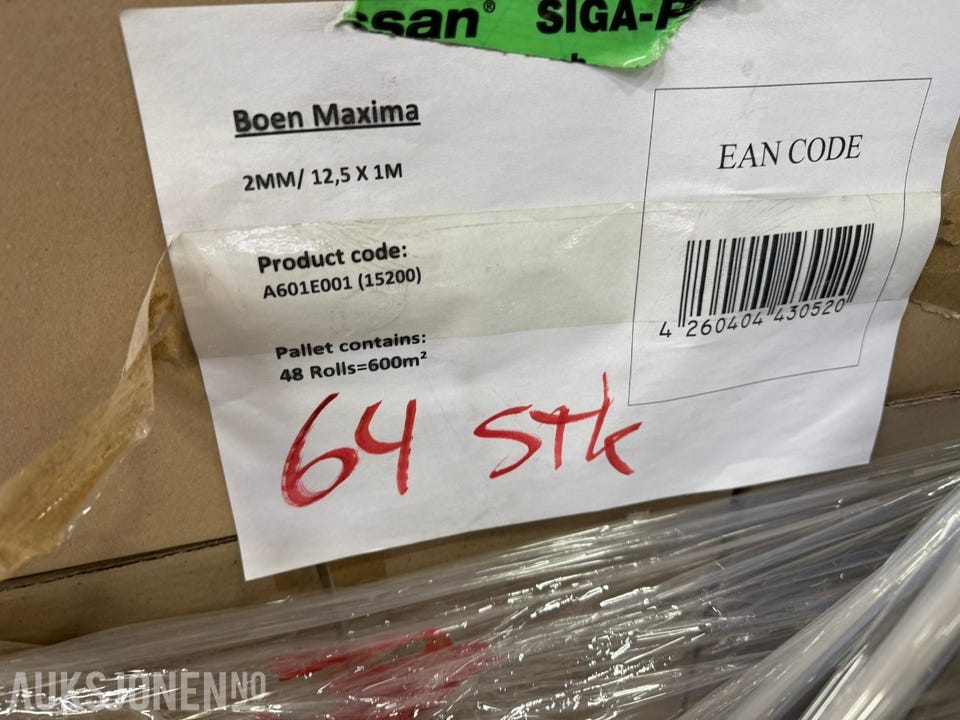 SIGA-
Boen Maxima
2MM/ 12,5 X 1M
Product code:
A601E001 (15200)
Pallet contains:
48 Rolls=600m²
64 stk
EAN CODE
4 260404 430520
AUKSJONEN.NO